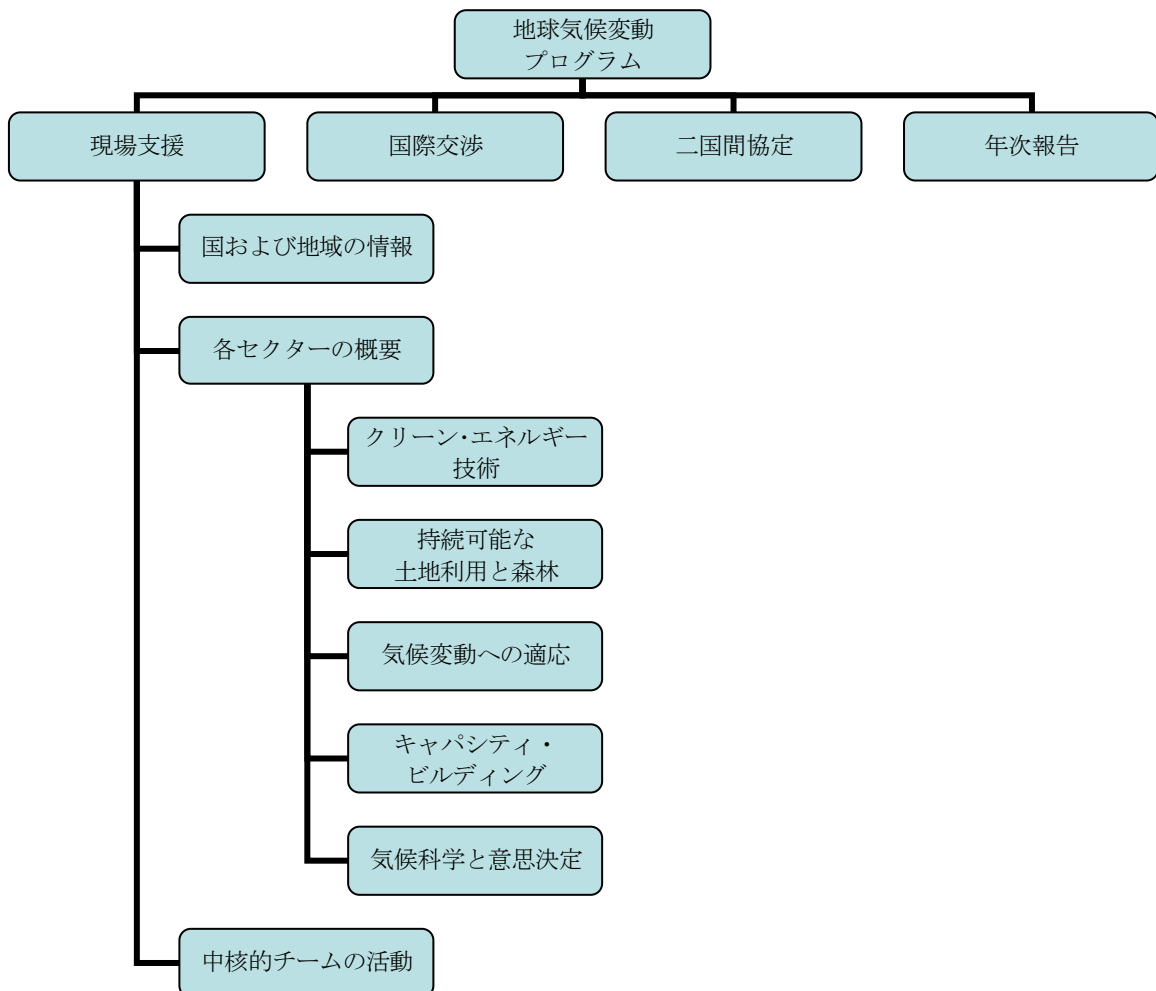 地球気候変動
プログラム
現場支援
国際交渉
二国間協定
年次報告
国および地域の情報
各セクターの概要
クリーン・エネルギー
技術
持続可能な
土地利用と森林
気候変動への適応
キャパシティ・
ビルディング
気候科学と意思決定
中核的チームの活動